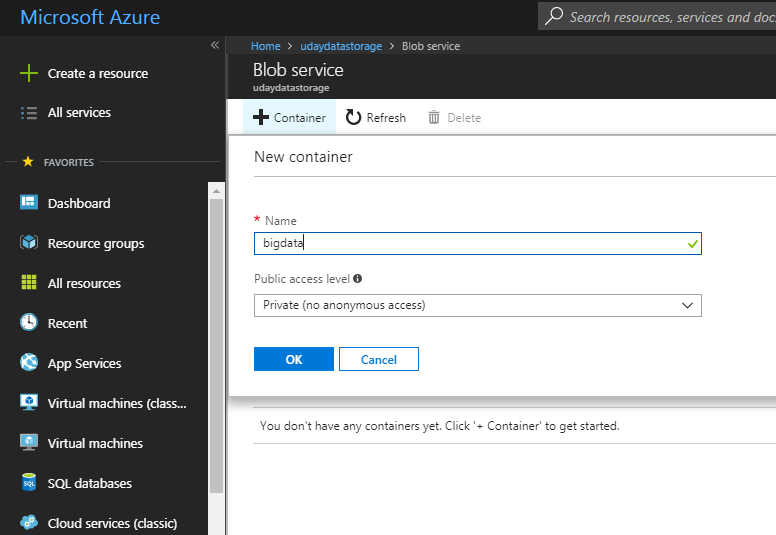 Microsoft Azure
Search resources, services and doc
Create a resource
All services
FAVORITES
Dashboard
Resource groups
All resources
Recent
App Services
Virtual machines (class...
Virtual machines
SQL databases
Cloud services (classic)
Home > udaydatastorage > Blob service
Blob service
udaydatastorage
+ Container Refresh Delete
New container
* Name
bigdata
Public access level
Private (no anonymous access)
OK Cancel
You don't have any containers yet. Click '+ Container' to get started.